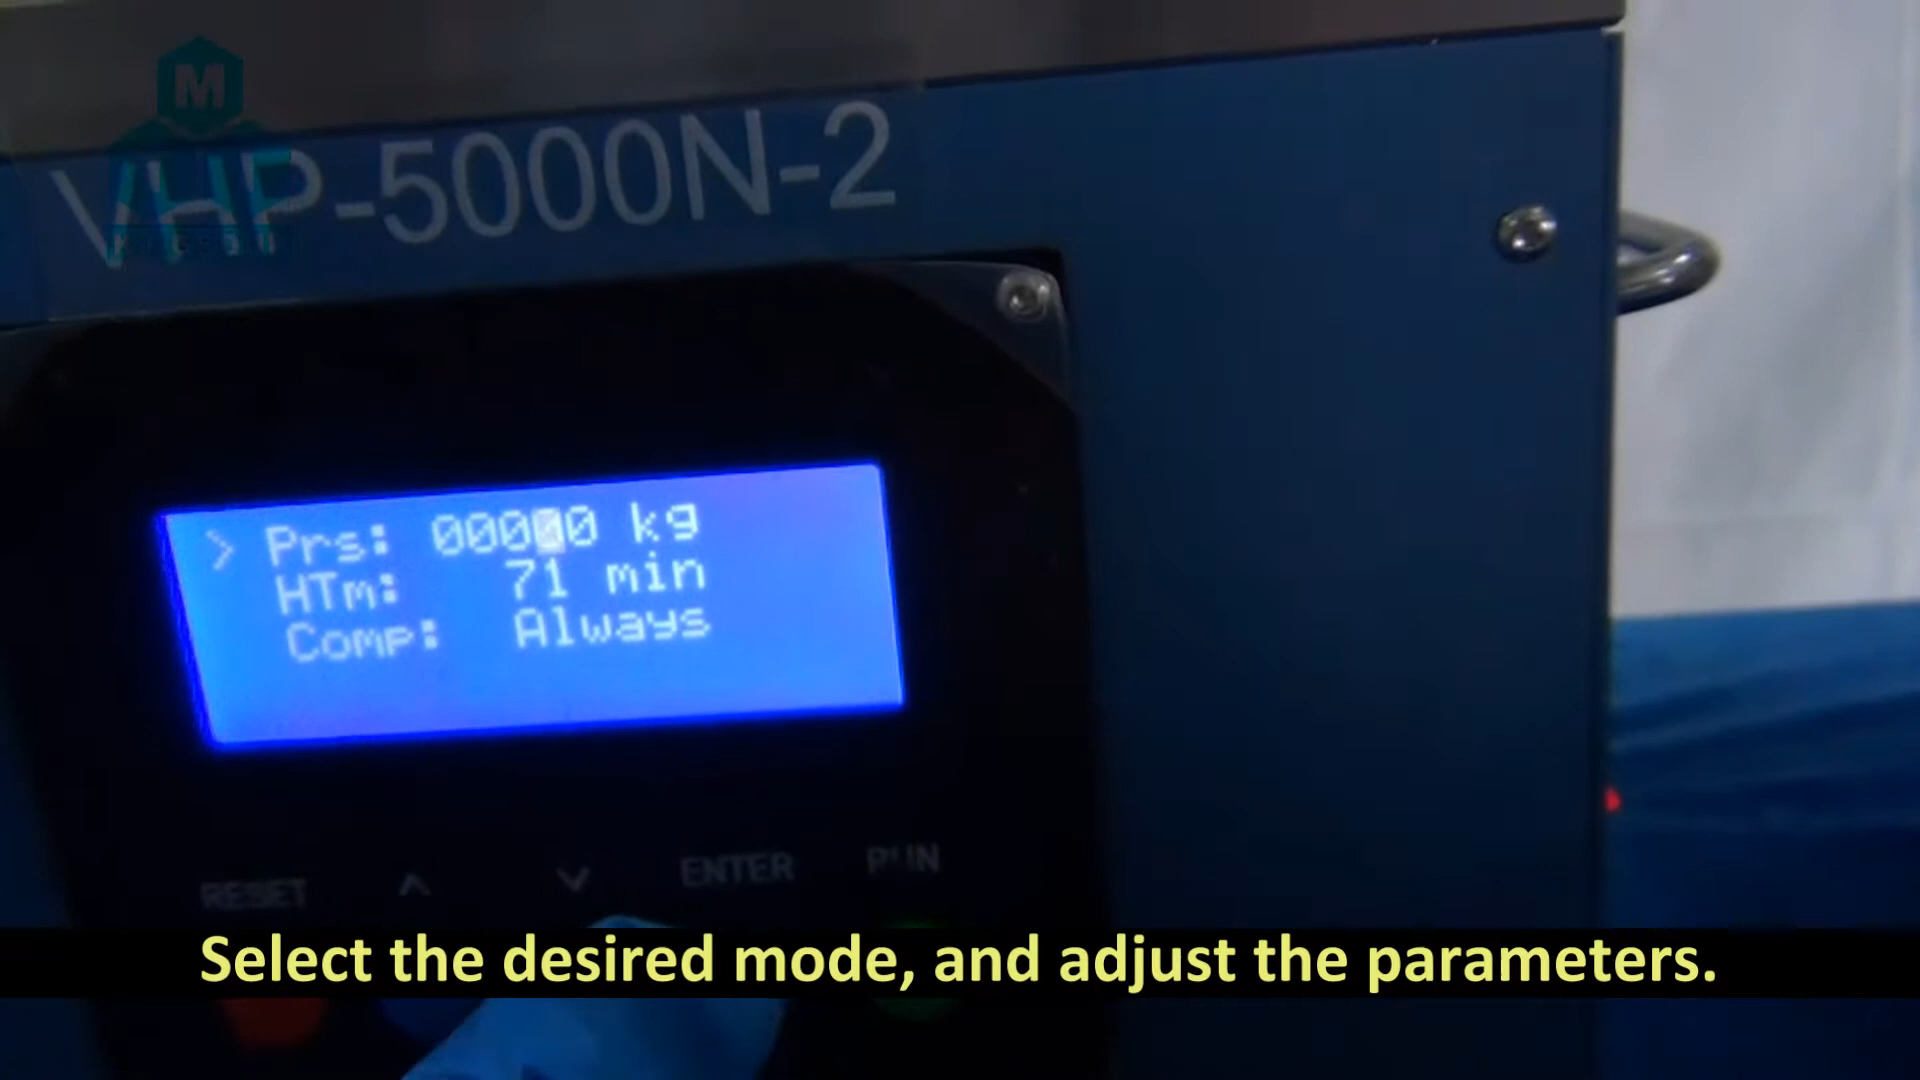 M
VHP-5000N-2
> Prs: 00000 kg
HTm: 71 min
Comp: Always
RESET ENTER RUN
Select the desired mode, and adjust the parameters.